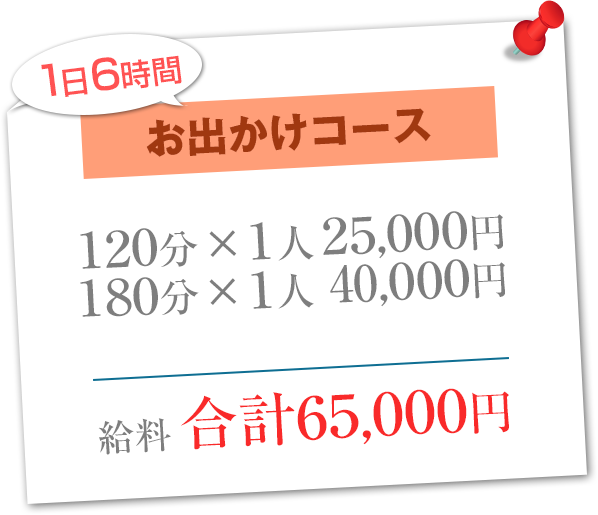 1日6時間
お出かけコース
120分×1人 25,000円
180分×1人 40,000円
給料 合計65,000円